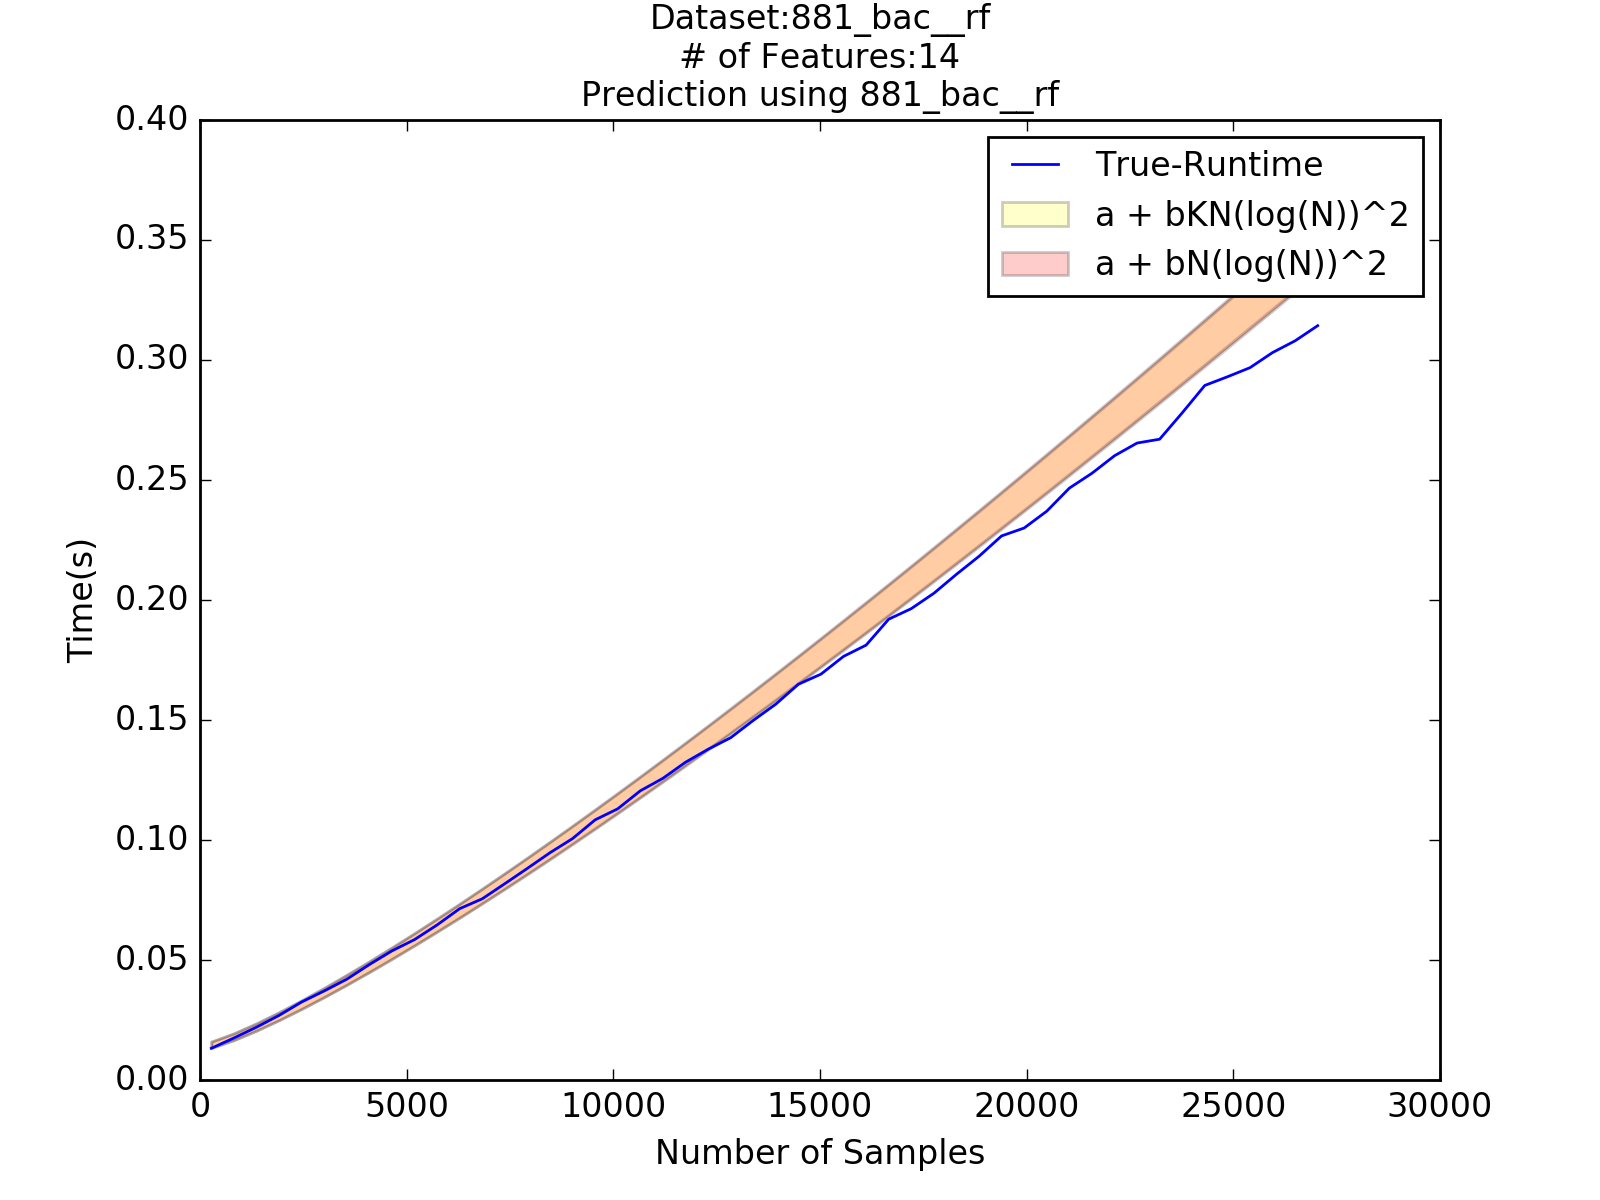 Dataset:881_bac__rf
# of Features:14
Prediction using 881_bac__rf
0.40
0.35
0.30
0.25
0.20
0.15
0.10
0.05
0.00
Time(s)
True-Runtime
a + bKN(log(N))^2
a + bN(log(N))^2
0 5000 10000 15000 20000 25000 30000
Number of Samples